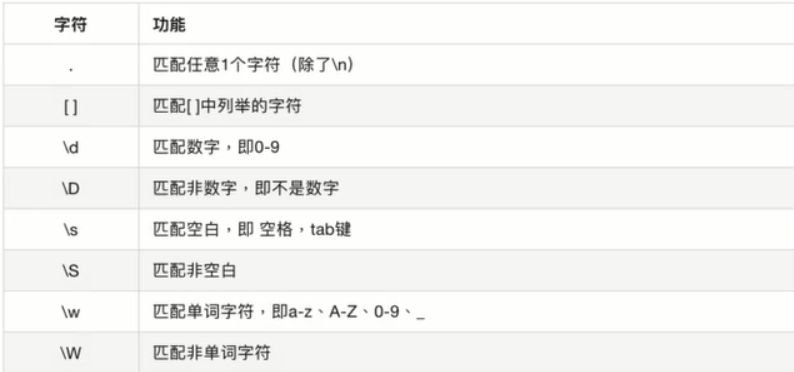 字符 功能
. 匹配任意1个字符（除了\n）
[ ] 匹配[ ]中列举的字符
\d 匹配数字，即0-9
\D 匹配非数字，即不是数字
\s 匹配空白，即 空格，tab键
\S 匹配非空白
\w 匹配单词字符，即a-z、A-Z、0-9、_
\W 匹配非单词字符